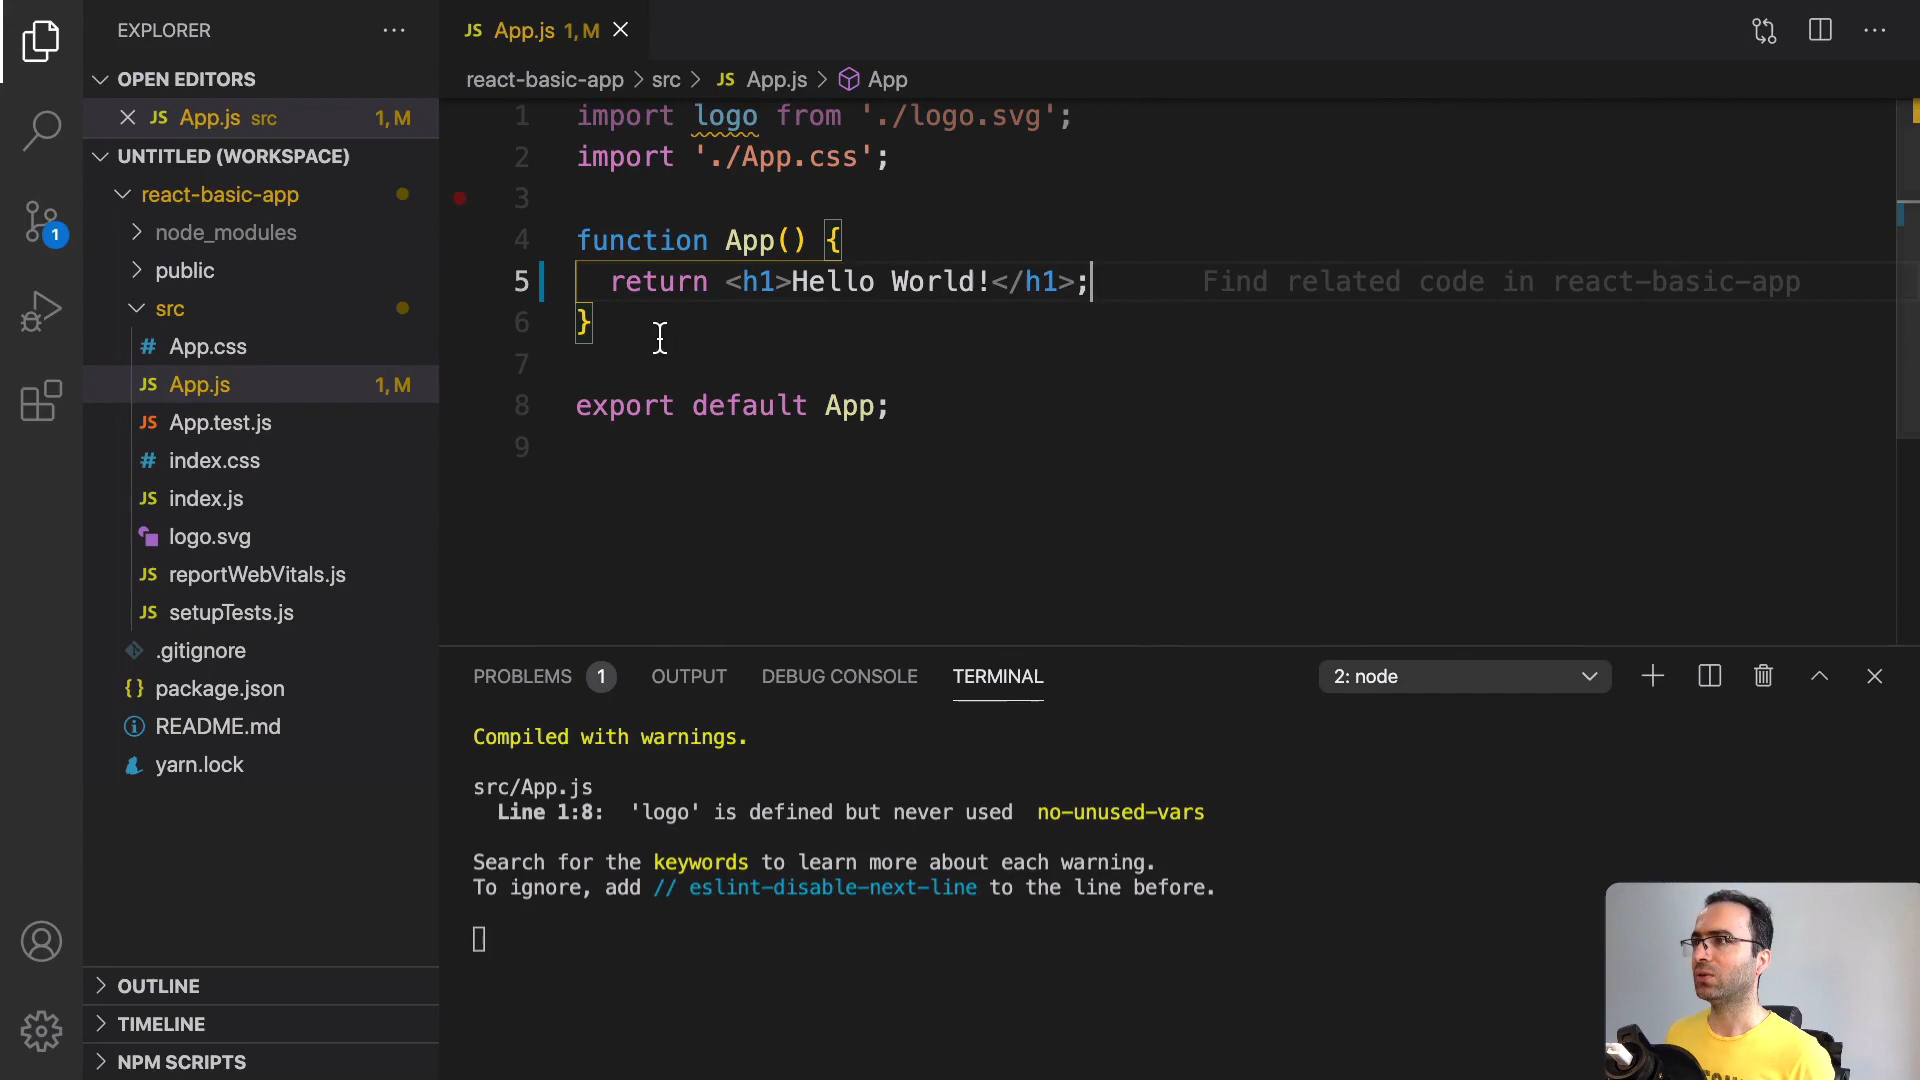 EXPLORER
OPEN EDITORS
JS App.js src 1, M
UNTITLED (WORKSPACE)
react-basic-app
node_modules
public
src
# App.css
JS App.js 1, M
JS App.test.js
# index.css
JS index.js
logo.svg
JS reportWebVitals.js
JS setupTests.js
.gitignore
{} package.json
README.md
yarn.lock
OUTLINE
TIMELINE
NPM SCRIPTS
1
JS App.js 1, M
react-basic-app > src > JS App.js > App
1 import logo from './logo.svg';
2 import './App.css';
3
4 function App() {
5 return <h1>Hello World!</h1>; Find related code in react-basic-app
6 }
7
8 export default App;
9
PROBLEMS 1 OUTPUT DEBUG CONSOLE TERMINAL 2: node
Compiled with warnings.
src/App.js
Line 1:8: 'logo' is defined but never used no-unused-vars
Search for the keywords to learn more about each warning.
To ignore, add // eslint-disable-next-line to the line before.